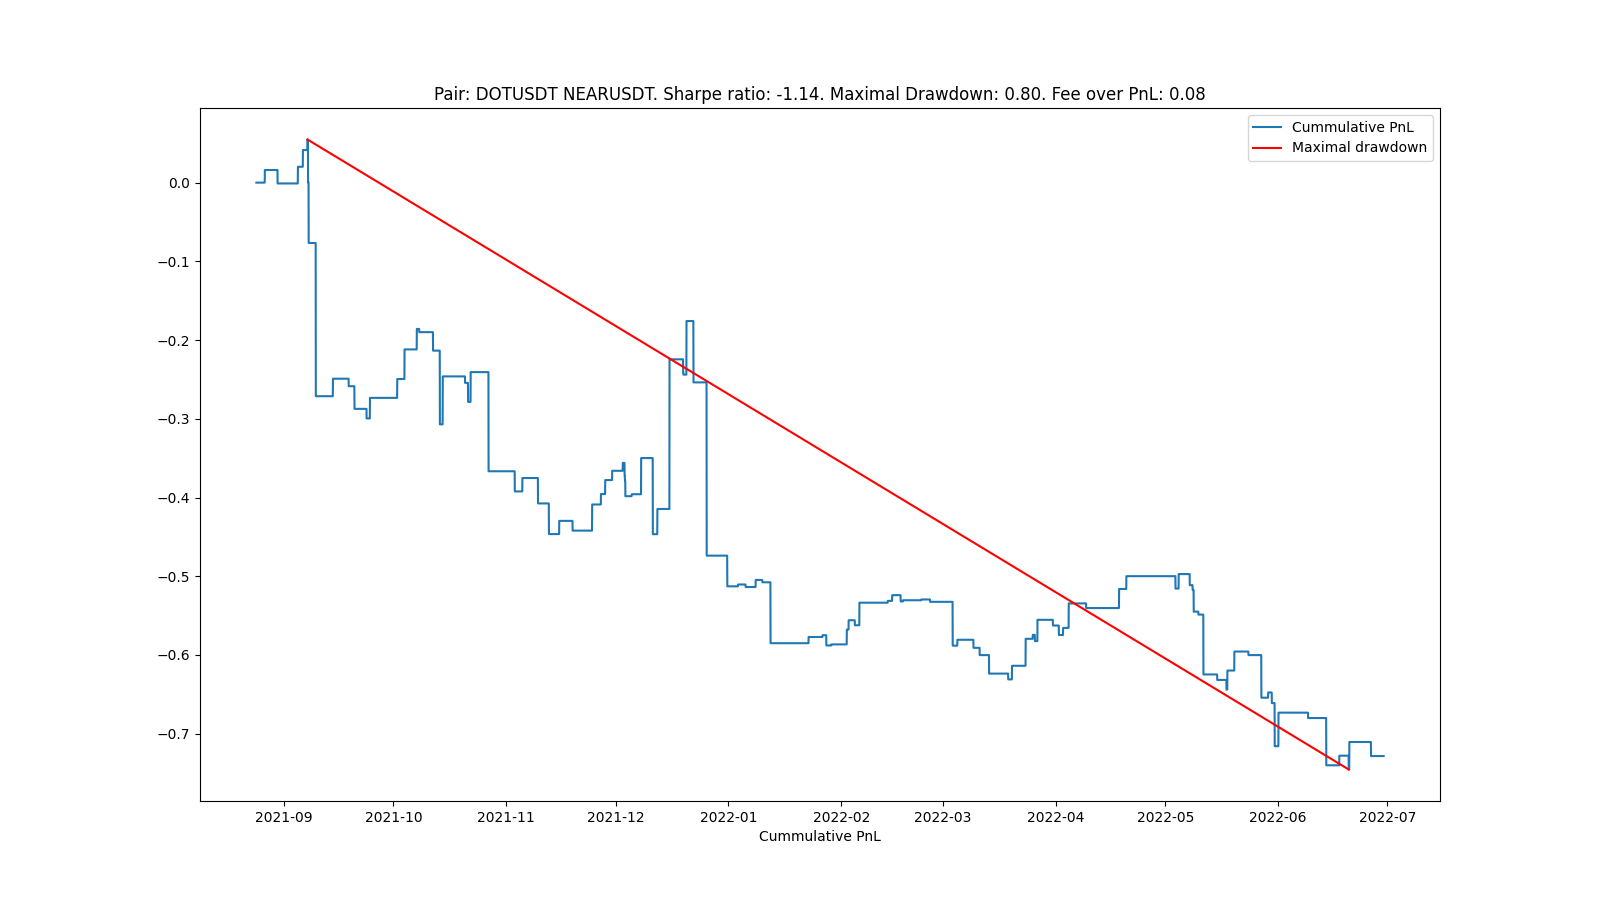 Pair: DOTUSDT NEARUSDT. Sharpe ratio: -1.14. Maximal Drawdown: 0.80. Fee over PnL: 0.08
Cummulative PnL
Maximal drawdown
0.0
−0.1
−0.2
−0.3
−0.4
−0.5
−0.6
−0.7
2021-09 2021-10 2021-11 2021-12 2022-01 2022-02 2022-03 2022-04 2022-05 2022-06 2022-07
Cummulative PnL